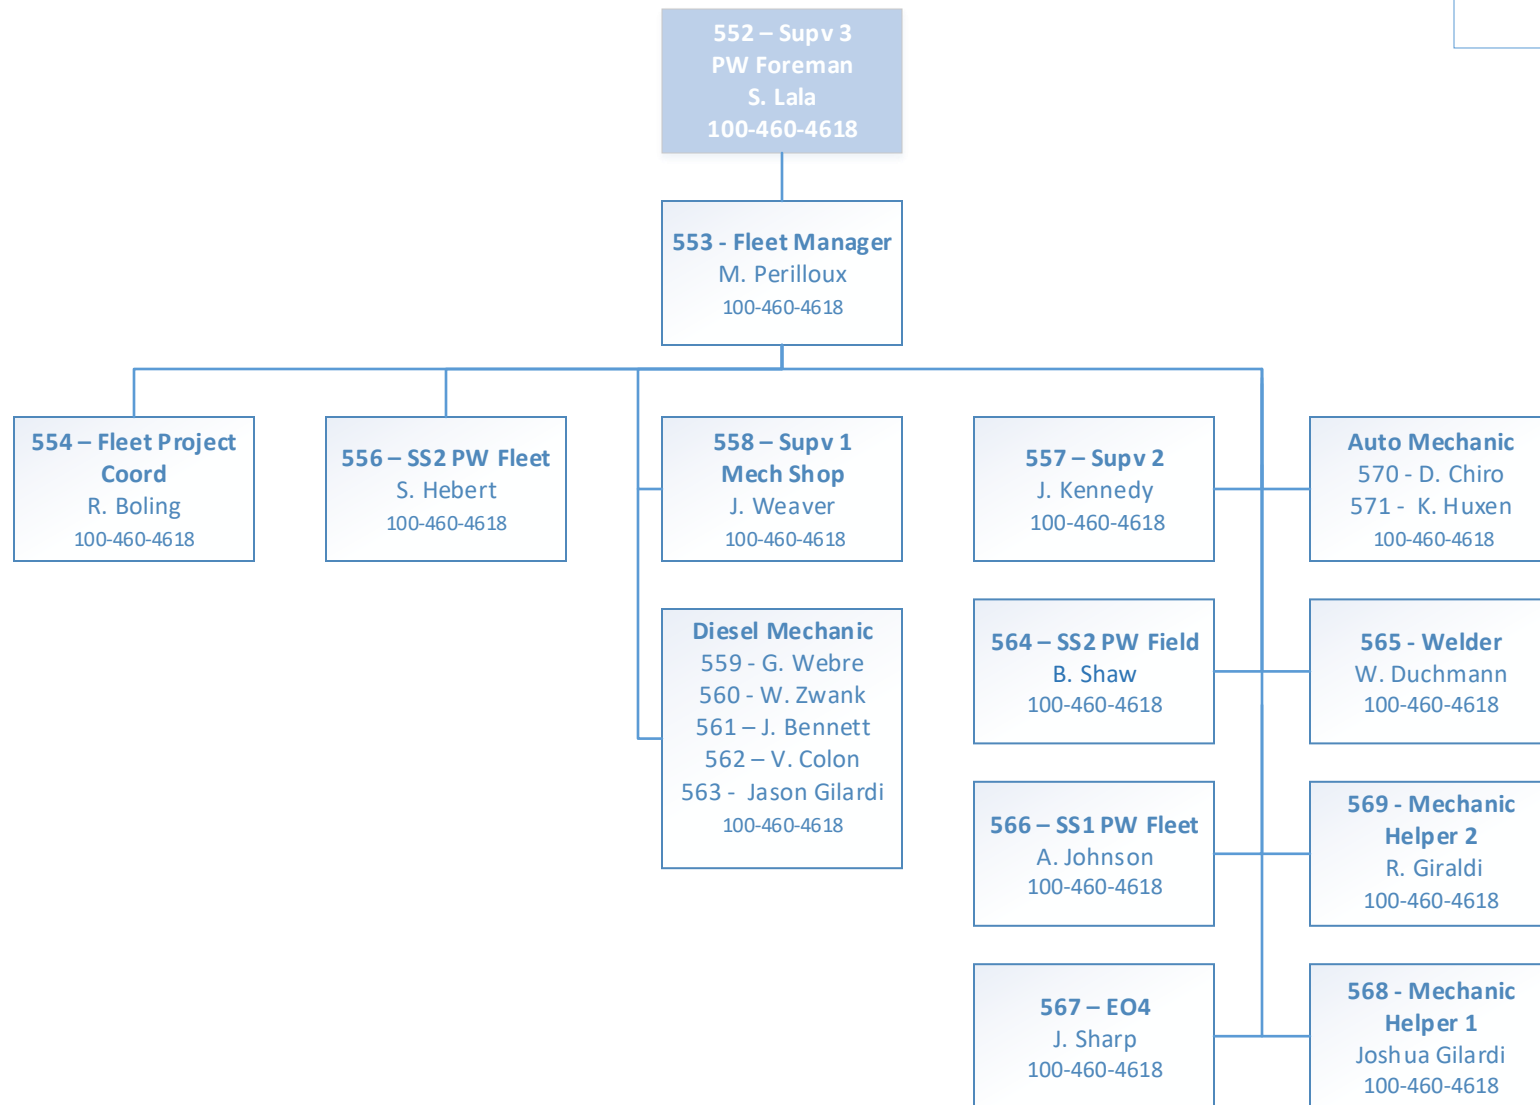 552 – Supv 3
PW Foreman
S. Lala
100-460-4618
553 - Fleet Manager
M. Perilloux
100-460-4618
554 – Fleet Project
Coord
R. Boling
100-460-4618
556 – SS2 PW Fleet
S. Hebert
100-460-4618
558 – Supv 1
Mech Shop
J. Weaver
100-460-4618
557 – Supv 2
J. Kennedy
100-460-4618
Auto Mechanic
570 - D. Chiro
571 - K. Huxen
100-460-4618
Diesel Mechanic
559 - G. Webre
560 - W. Zwank
561 – J. Bennett
562 – V. Colon
563 - Jason Gilardi
100-460-4618
564 – SS2 PW Field
B. Shaw
100-460-4618
565 - Welder
W. Duchmann
100-460-4618
566 – SS1 PW Fleet
A. Johnson
100-460-4618
569 - Mechanic
Helper 2
R. Giraldi
100-460-4618
567 – EO4
J. Sharp
100-460-4618
568 - Mechanic
Helper 1
Joshua Gilardi
100-460-4618